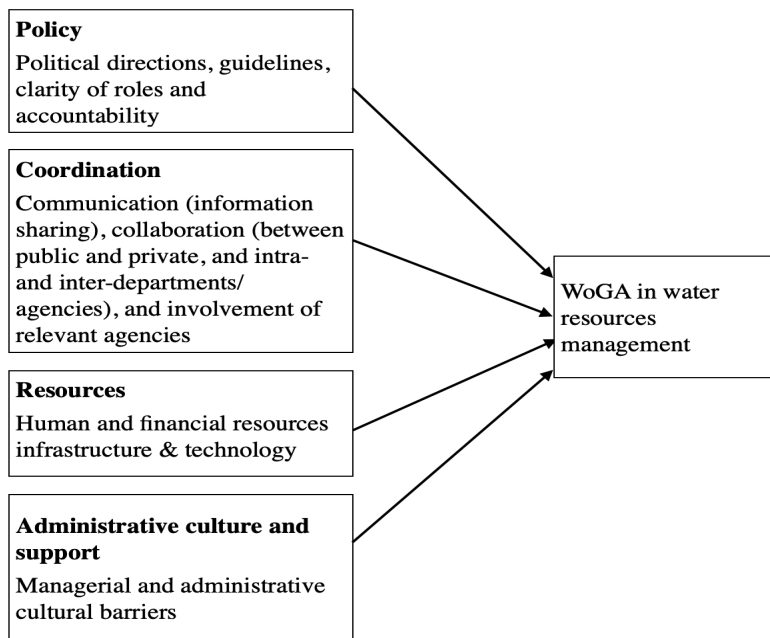 Policy
Political directions, guidelines,
clarity of roles and
accountability
Coordination
Communication (information
sharing), collaboration (between
public and private, and intra-
and inter-departments/
agencies), and involvement of
relevant agencies
Resources
Human and financial resources
infrastructure & technology
Administrative culture and
support
Managerial and administrative
cultural barriers
WoGA in water
resources
management